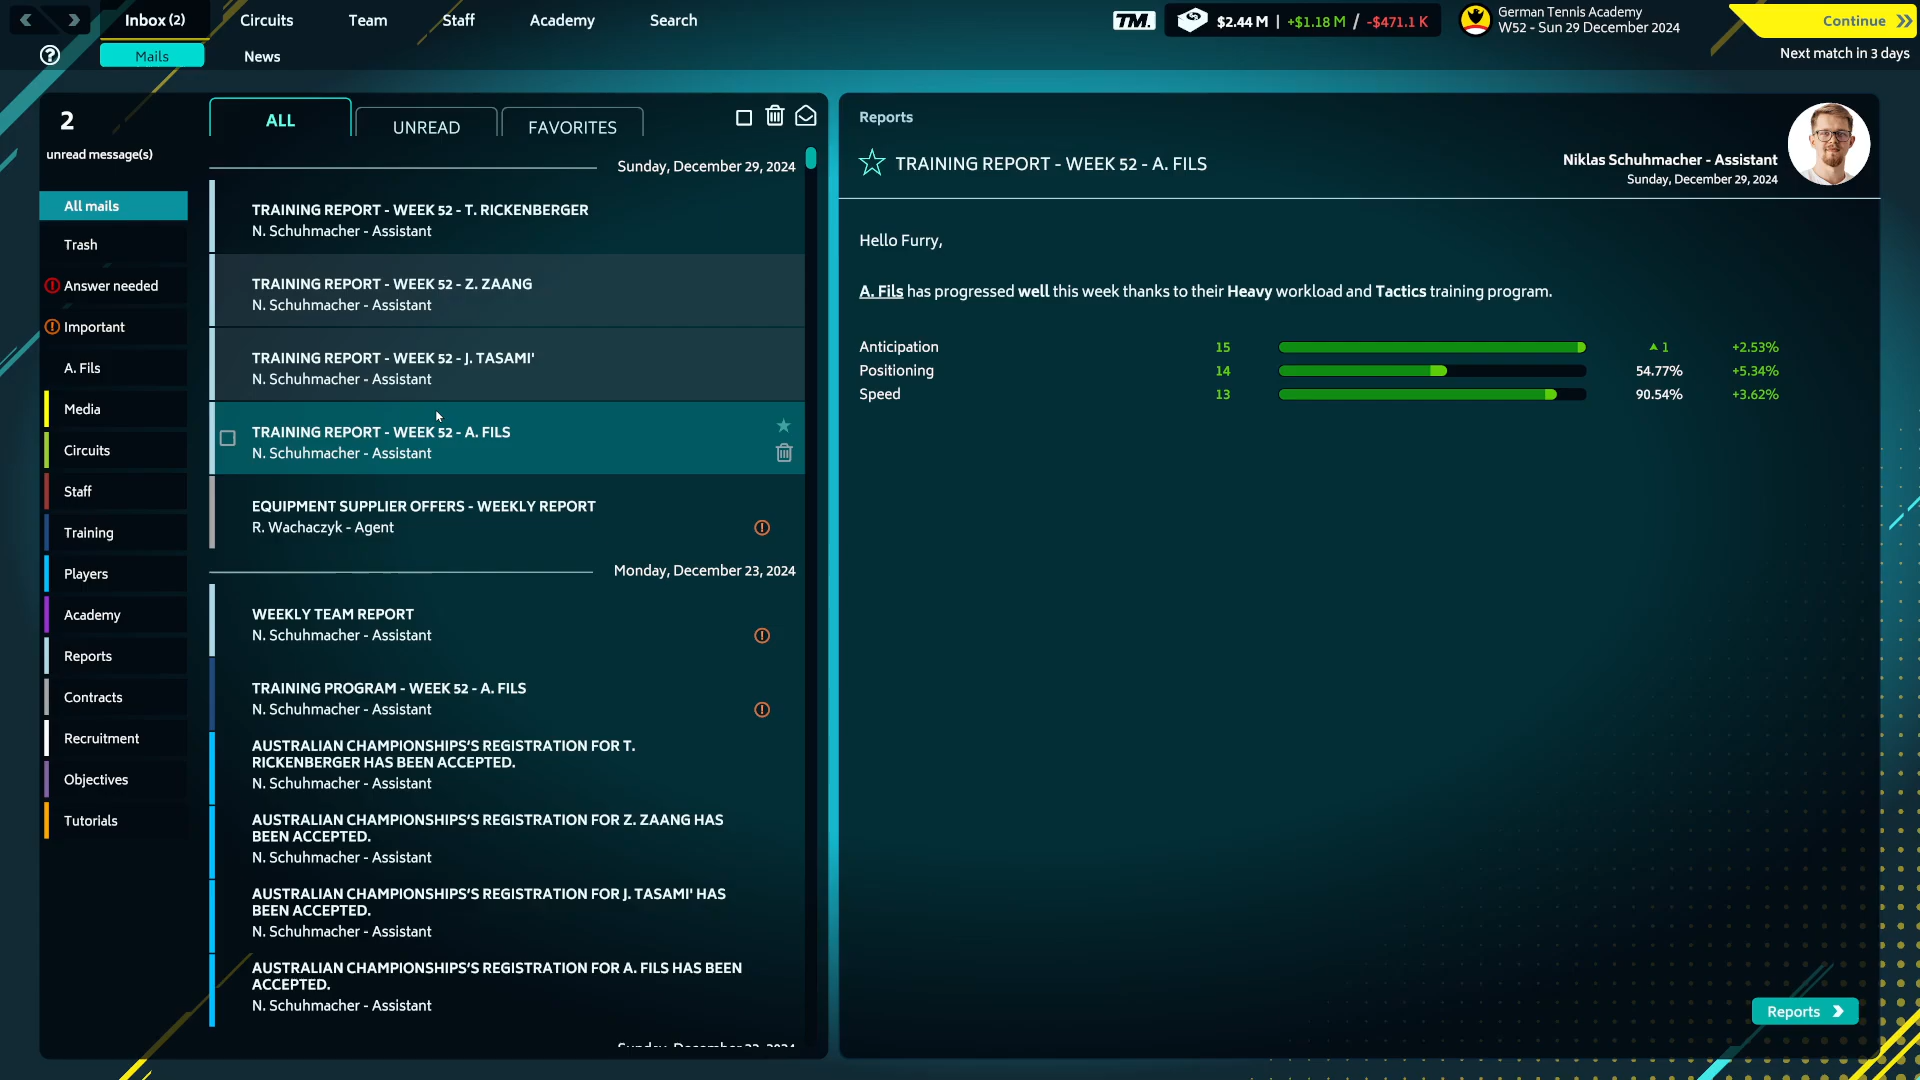 Inbox (2)
Circuits
Team
Staff
Academy
Search
TM.
$2.44 M | +$1.18 M / -$471.1 K
German Tennis Academy
W52 - Sun 29 December 2024
Continue
Next match in 3 days
Mails
News
2
unread message(s)
All mails
Trash
Answer needed
Important
A. Fils
Media
Circuits
Staff
Training
Players
Academy
Reports
Contracts
Recruitment
Objectives
Tutorials
ALL
UNREAD
FAVORITES
Sunday, December 29, 2024
TRAINING REPORT - WEEK 52 - T. RICKENBERGER
N. Schuhmacher - Assistant
TRAINING REPORT - WEEK 52 - Z. ZAANG
N. Schuhmacher - Assistant
TRAINING REPORT - WEEK 52 - J. TASAMI'
N. Schuhmacher - Assistant
TRAINING REPORT - WEEK 52 - A. FILS
N. Schuhmacher - Assistant
EQUIPMENT SUPPLIER OFFERS - WEEKLY REPORT
R. Wachaczyk - Agent
Monday, December 23, 2024
WEEKLY TEAM REPORT
N. Schuhmacher - Assistant
TRAINING PROGRAM - WEEK 52 - A. FILS
N. Schuhmacher - Assistant
AUSTRALIAN CHAMPIONSHIPS'S REGISTRATION FOR T.
RICKENBERGER HAS BEEN ACCEPTED.
N. Schuhmacher - Assistant
AUSTRALIAN CHAMPIONSHIPS'S REGISTRATION FOR Z. ZAANG HAS
BEEN ACCEPTED.
N. Schuhmacher - Assistant
AUSTRALIAN CHAMPIONSHIPS'S REGISTRATION FOR J. TASAMI' HAS
BEEN ACCEPTED.
N. Schuhmacher - Assistant
AUSTRALIAN CHAMPIONSHIPS'S REGISTRATION FOR A. FILS HAS BEEN
ACCEPTED.
N. Schuhmacher - Assistant
Reports
TRAINING REPORT - WEEK 52 - A. FILS
Niklas Schuhmacher - Assistant
Sunday, December 29, 2024
Hello Furry,
A. Fils has progressed well this week thanks to their Heavy workload and Tactics training program.
Anticipation 15 1 +2.53%
Positioning 14 54.77% +5.34%
Speed 13 90.54% +3.62%
Reports